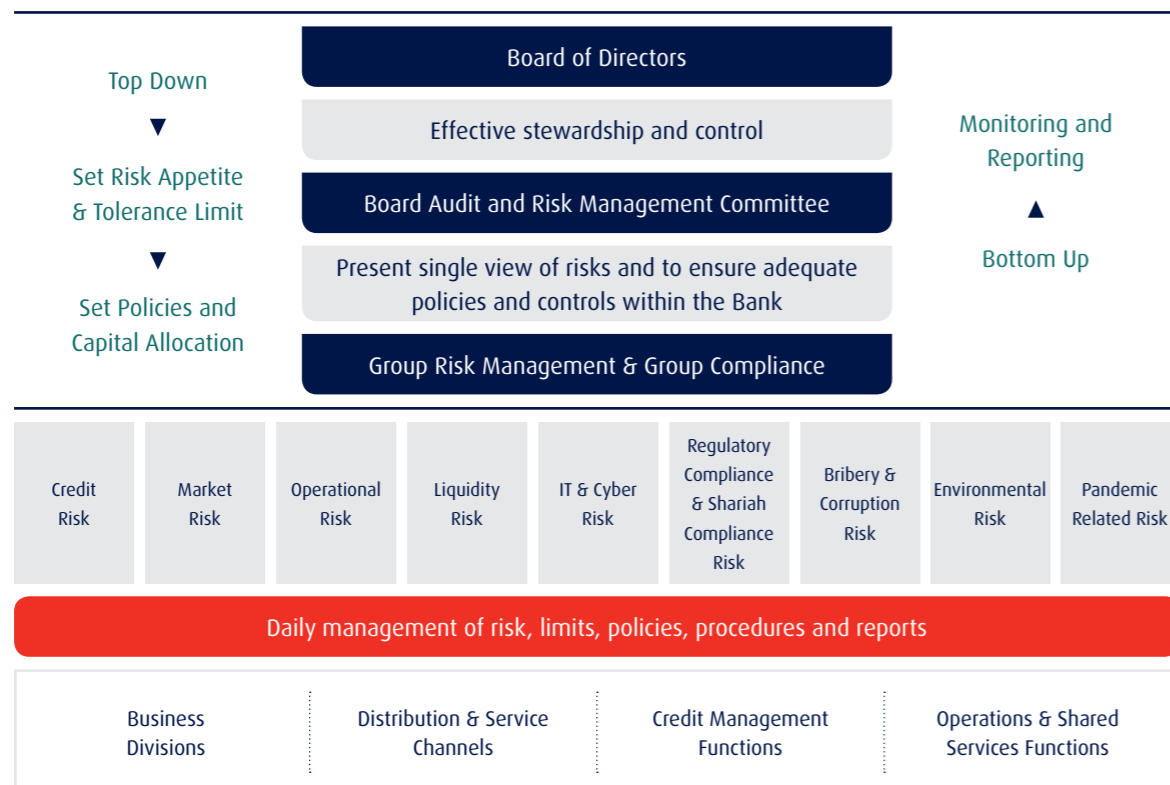 Top Down
Set Risk Appetite
& Tolerance Limit
Set Policies and
Capital Allocation
Board of Directors
Effective stewardship and control
Board Audit and Risk Management Committee
Present single view of risks and to ensure adequate
policies and controls within the Bank
Group Risk Management & Group Compliance
Monitoring and
Reporting
Bottom Up
Credit
Risk
Market
Risk
Operational
Risk
Liquidity
Risk
IT & Cyber
Risk
Regulatory
Compliance
& Shariah
Compliance
Risk
Bribery &
Corruption
Risk
Environmental
Risk
Pandemic
Related Risk
Daily management of risk, limits, policies, procedures and reports
Business
Divisions
Distribution & Service
Channels
Credit Management
Functions
Operations & Shared
Services Functions